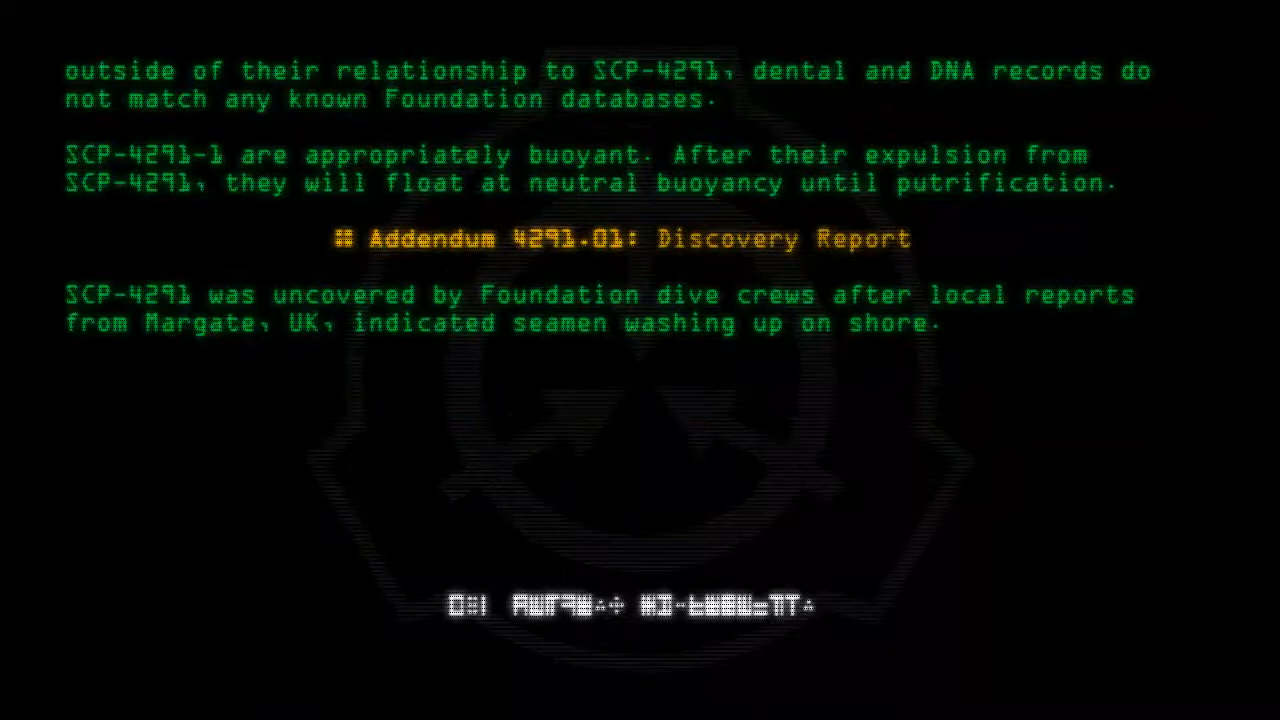 outside of their relationship to SCP-4291, dental and DNA records do
not match any known Foundation databases.
SCP-4291-1 are appropriately buoyant. After their expulsion from
SCP-4291, they will float at neutral buoyancy until putrification.
# Addendum 4291.01: Discovery Report
SCP-4291 was uncovered by Foundation dive crews after local reports
from Margate, UK, indicated seamen washing up on shore.